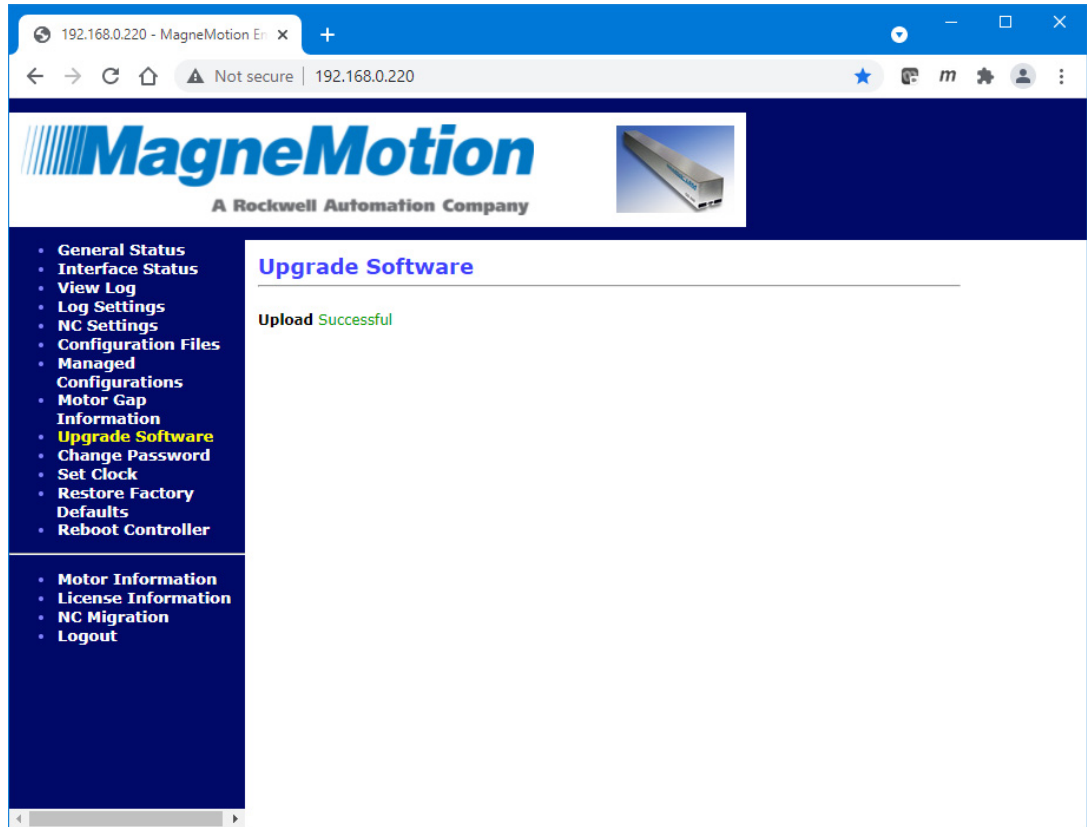 192.168.0.220 - MagneMotion En
Not secure | 192.168.0.220
m
MagneMotion
A Rockwell Automation Company
General Status
Interface Status
View Log
Log Settings
NC Settings
Configuration Files
Managed
Configurations
Motor Gap
Information
Upgrade Software
Change Password
Set Clock
Restore Factory
Defaults
Reboot Controller
Motor Information
License Information
NC Migration
Logout
Upgrade Software
Upload Successful